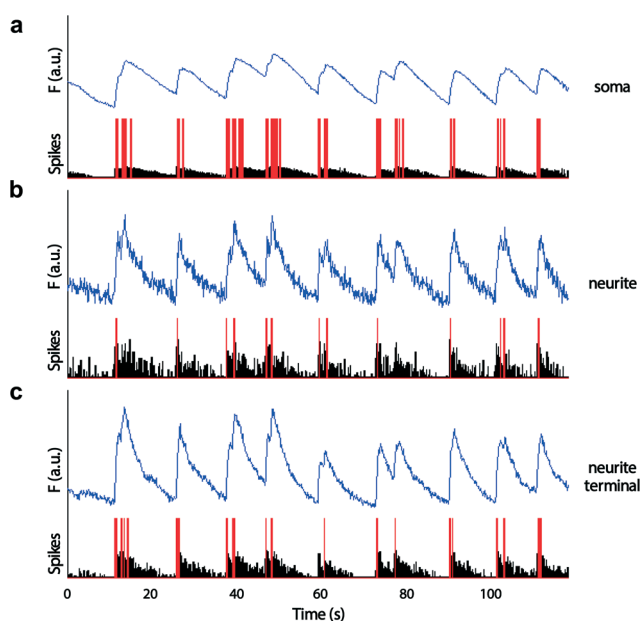 a
F (a.u.)
soma
Spikes
b
F (a.u.)
neurite
Spikes
c
F (a.u.)
neurite
terminal
Spikes
0 20 40 60 80 100
Time (s)